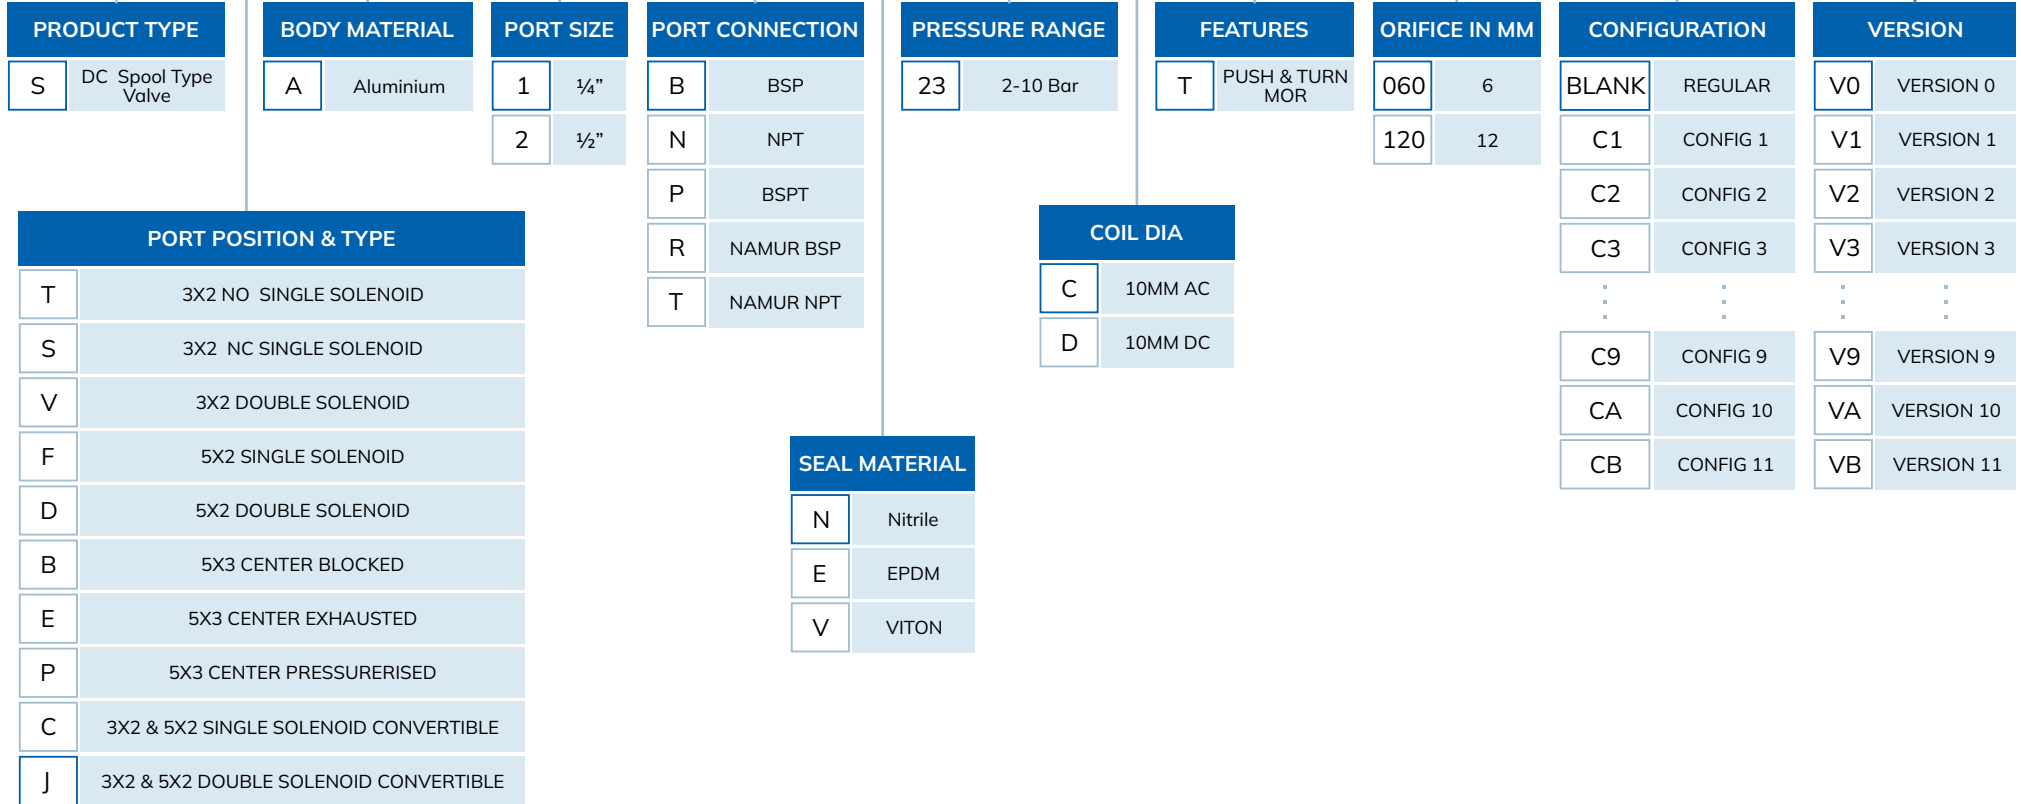 PRODUCT TYPE
S DC Spool Type
Valve
BODY MATERIAL
A Aluminium
PORT SIZE
1 ¼”
2 ½”
PORT CONNECTION
B BSP
N NPT
P BSPT
R NAMUR BSP
T NAMUR NPT
PRESSURE RANGE
23 2-10 Bar
FEATURES
T PUSH & TURN
MOR
ORIFICE IN MM
060 6
120 12
CONFIGURATION
BLANK REGULAR
C1 CONFIG 1
C2 CONFIG 2
C3 CONFIG 3
C9 CONFIG 9
CA CONFIG 10
CB CONFIG 11
VERSION
V0 VERSION 0
V1 VERSION 1
V2 VERSION 2
V3 VERSION 3
V9 VERSION 9
VA VERSION 10
VB VERSION 11
PORT POSITION & TYPE
T 3X2 NO SINGLE SOLENOID
S 3X2 NC SINGLE SOLENOID
V 3X2 DOUBLE SOLENOID
F 5X2 SINGLE SOLENOID
D 5X2 DOUBLE SOLENOID
B 5X3 CENTER BLOCKED
E 5X3 CENTER EXHAUSTED
P 5X3 CENTER PRESSURERISED
C 3X2 & 5X2 SINGLE SOLENOID CONVERTIBLE
J 3X2 & 5X2 DOUBLE SOLENOID CONVERTIBLE
COIL DIA
C 10MM AC
D 10MM DC
SEAL MATERIAL
N Nitrile
E EPDM
V VITON